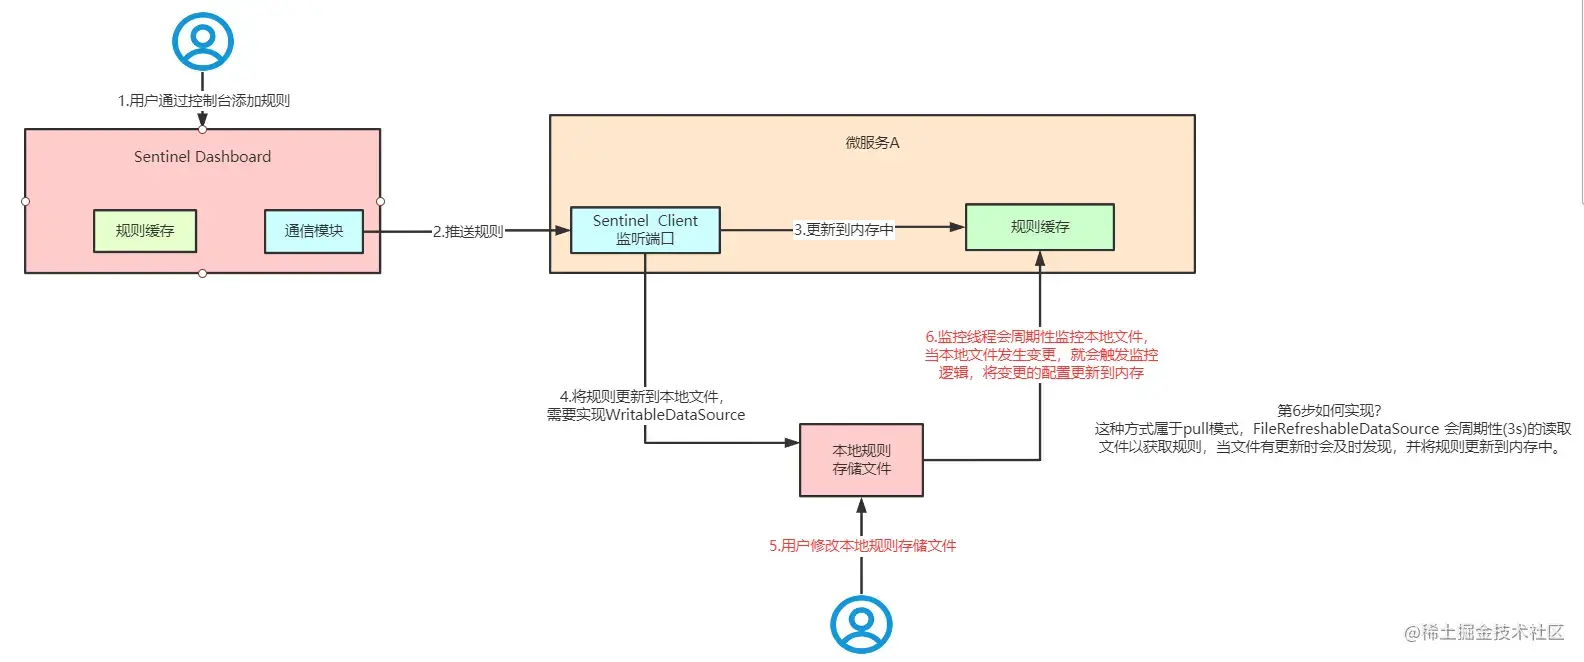 1.用户通过控制台添加规则
Sentinel Dashboard
规则缓存
通信模块
2.推送规则
微服务A
Sentinel Client
监听端口
3.更新到内存中
规则缓存
4.将规则更新到本地文件，
需要实现WritableDataSource
本地规则
存储文件
5.用户修改本地规则存储文件
6.监控线程会周期性监控本地文件，
当本地文件发生变更，就会触发监控
逻辑，将变更的配置更新到内存
第6步如何实现?
这种方式属于pull模式，FileRefreshableDataSource 会周期性(3s)的读取
文件以获取规则，当文件有更新时会及时发现，并将规则更新到内存中。
@稀土掘金技术社区